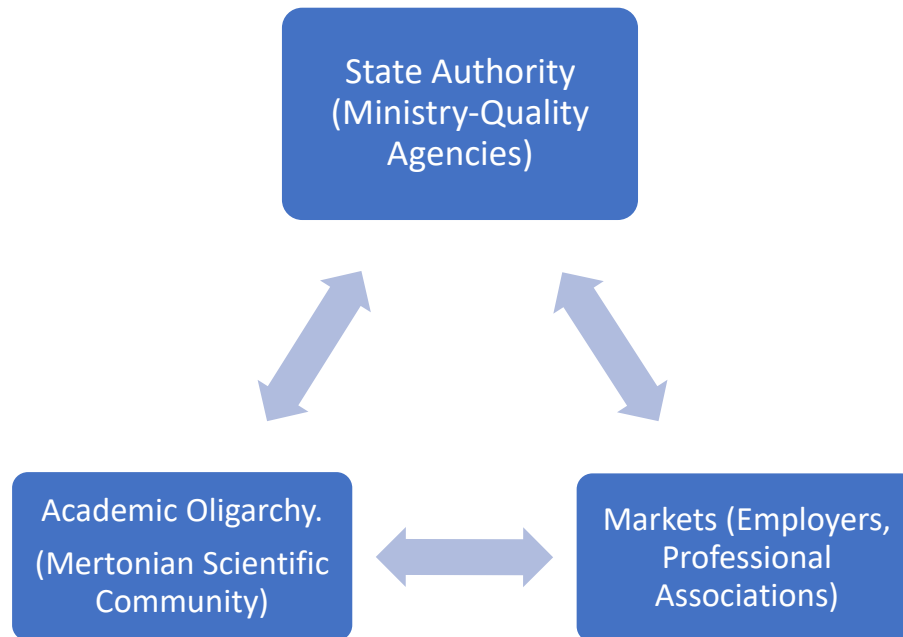 State Authority
(Ministry-Quality
Agencies)
Academic Oligarchy.
(Mertonian Scientific
Community)
Markets (Employers,
Professional
Associations)